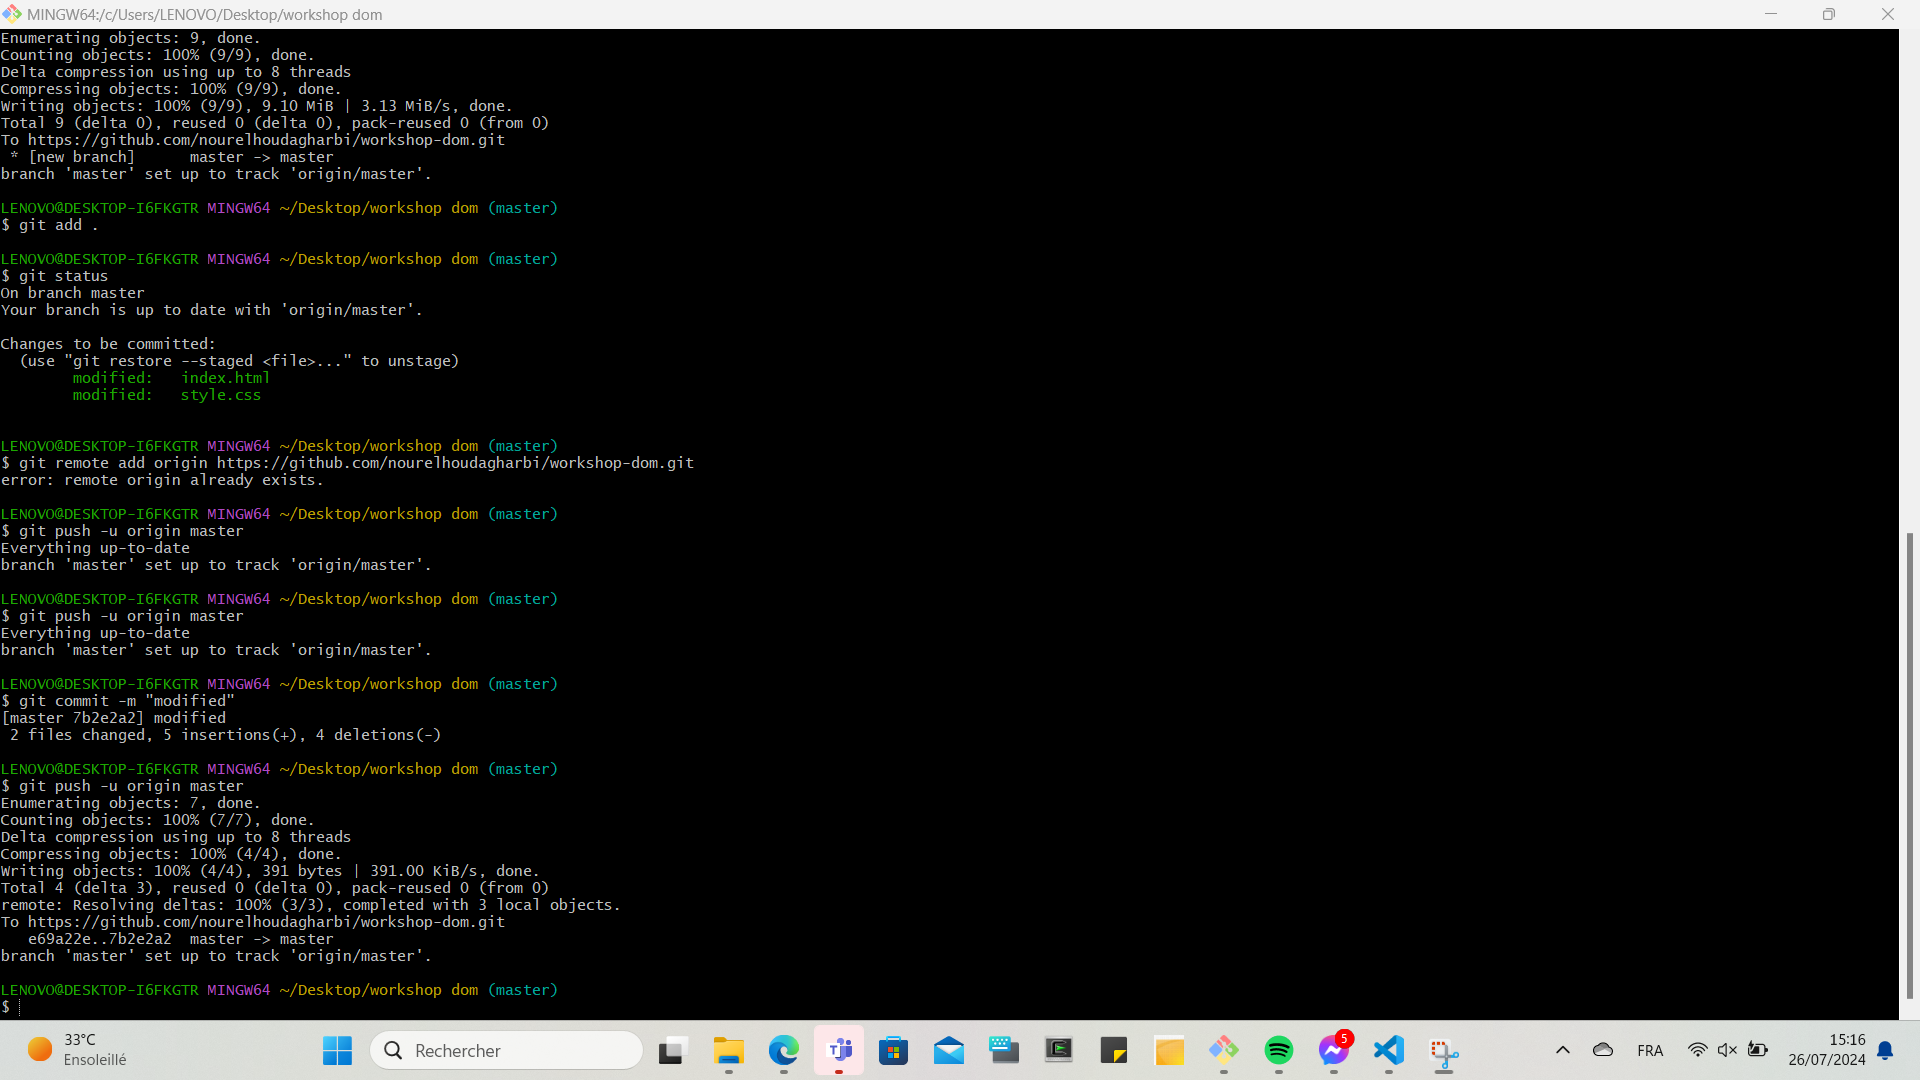 MINGW64:/c/Users/LENOVO/Desktop/workshop dom
Enumerating objects: 9, done.
Counting objects: 100% (9/9), done.
Delta compression using up to 8 threads
Compressing objects: 100% (9/9), done.
Writing objects: 100% (9/9), 9.10 MiB | 3.13 MiB/s, done.
Total 9 (delta 0), reused 0 (delta 0), pack-reused 0 (from 0)
To https://github.com/nourelhoudagharbi/workshop-dom.git
 * [new branch]      master -> master
branch 'master' set up to track 'origin/master'.
LENOVO@DESKTOP-I6FKGTR MINGW64 ~/Desktop/workshop dom (master)
$ git add .
LENOVO@DESKTOP-I6FKGTR MINGW64 ~/Desktop/workshop dom (master)
$ git status
On branch master
Your branch is up to date with 'origin/master'.
Changes to be committed:
  (use "git restore --staged <file>..." to unstage)
        modified:   index.html
        modified:   style.css
LENOVO@DESKTOP-I6FKGTR MINGW64 ~/Desktop/workshop dom (master)
$ git remote add origin https://github.com/nourelhoudagharbi/workshop-dom.git
error: remote origin already exists.
LENOVO@DESKTOP-I6FKGTR MINGW64 ~/Desktop/workshop dom (master)
$ git push -u origin master
Everything up-to-date
branch 'master' set up to track 'origin/master'.
LENOVO@DESKTOP-I6FKGTR MINGW64 ~/Desktop/workshop dom (master)
$ git push -u origin master
Everything up-to-date
branch 'master' set up to track 'origin/master'.
LENOVO@DESKTOP-I6FKGTR MINGW64 ~/Desktop/workshop dom (master)
$ git commit -m "modified"
[master 7b2e2a2] modified
 2 files changed, 5 insertions(+), 4 deletions(-)
LENOVO@DESKTOP-I6FKGTR MINGW64 ~/Desktop/workshop dom (master)
$ git push -u origin master
Enumerating objects: 7, done.
Counting objects: 100% (7/7), done.
Delta compression using up to 8 threads
Compressing objects: 100% (4/4), done.
Writing objects: 100% (4/4), 391 bytes | 391.00 KiB/s, done.
Total 4 (delta 3), reused 0 (delta 0), pack-reused 0 (from 0)
remote: Resolving deltas: 100% (3/3), completed with 3 local objects.
To https://github.com/nourelhoudagharbi/workshop-dom.git
   e69a22e..7b2e2a2  master -> master
branch 'master' set up to track 'origin/master'.
LENOVO@DESKTOP-I6FKGTR MINGW64 ~/Desktop/workshop dom (master)
$
33°C
Ensoleillé
Rechercher
5
FRA
15:16
26/07/2024